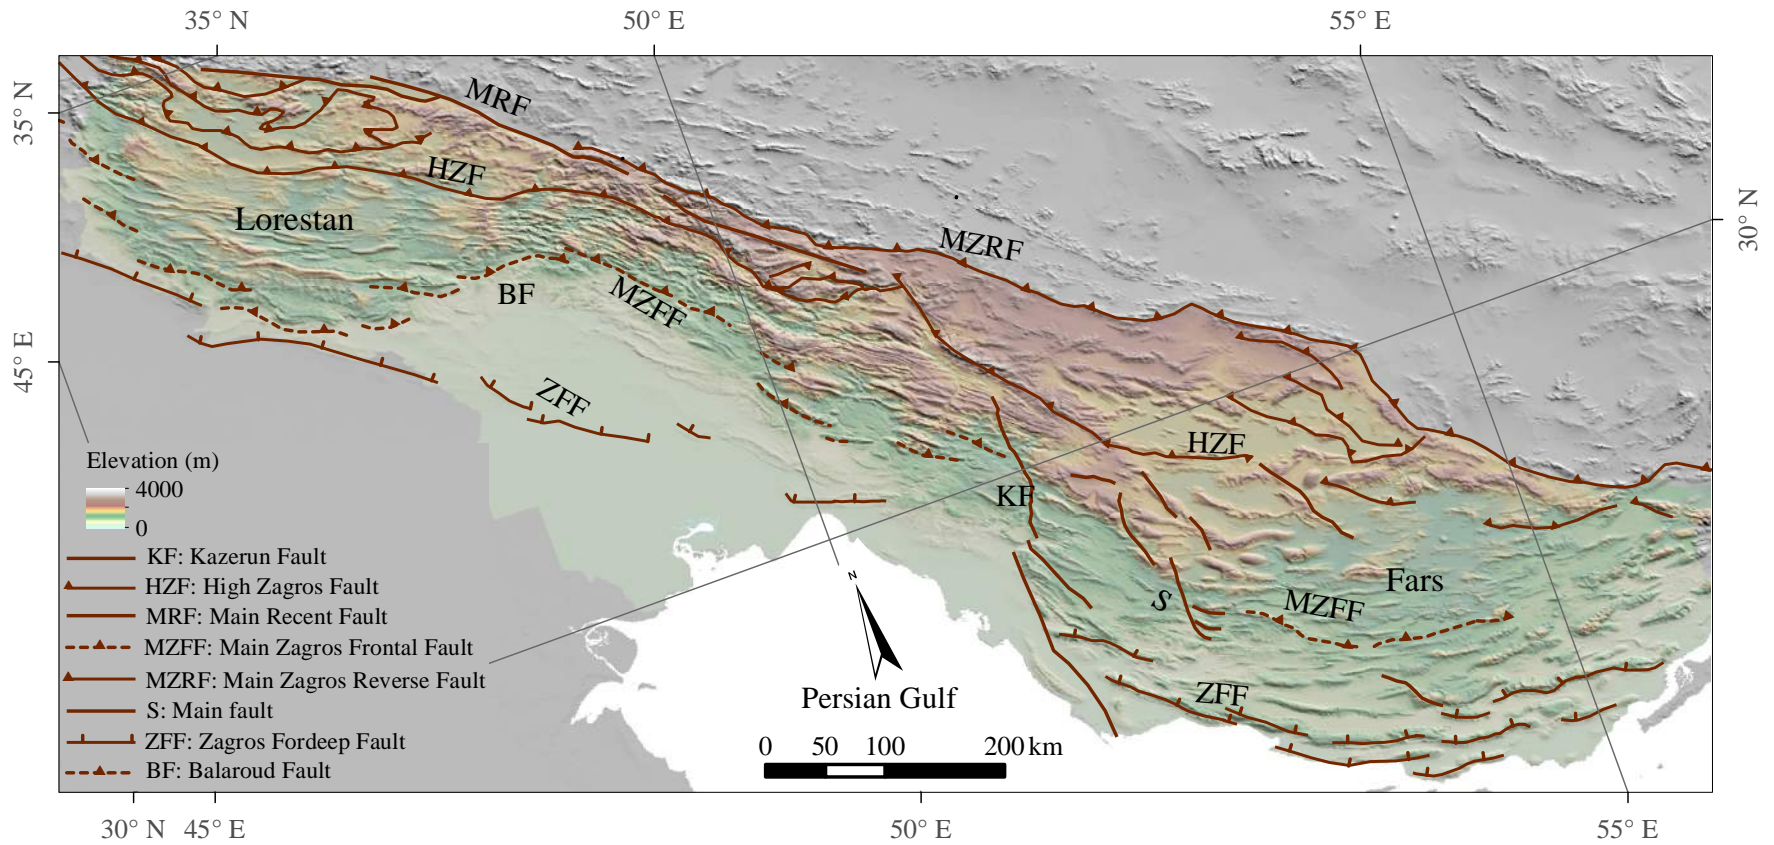 35° N
50° E
55° E
35° N
MRF
HZF
Lorestan
30° N
MZRF
BF
MZFF
45° E
ZFF
HZF
Elevation (m)
4000
0
KF
KF: Kazerun Fault
HZF: High Zagros Fault
MRF: Main Recent Fault
MZFF: Main Zagros Frontal Fault
MZRF: Main Zagros Reverse Fault
S: Main fault
ZFF: Zagros Fordeep Fault
BF: Balaroud Fault
N
Fars
S
MZFF
Persian Gulf
ZFF
0 50 100 200 km
30° N 45° E
50° E
55° E